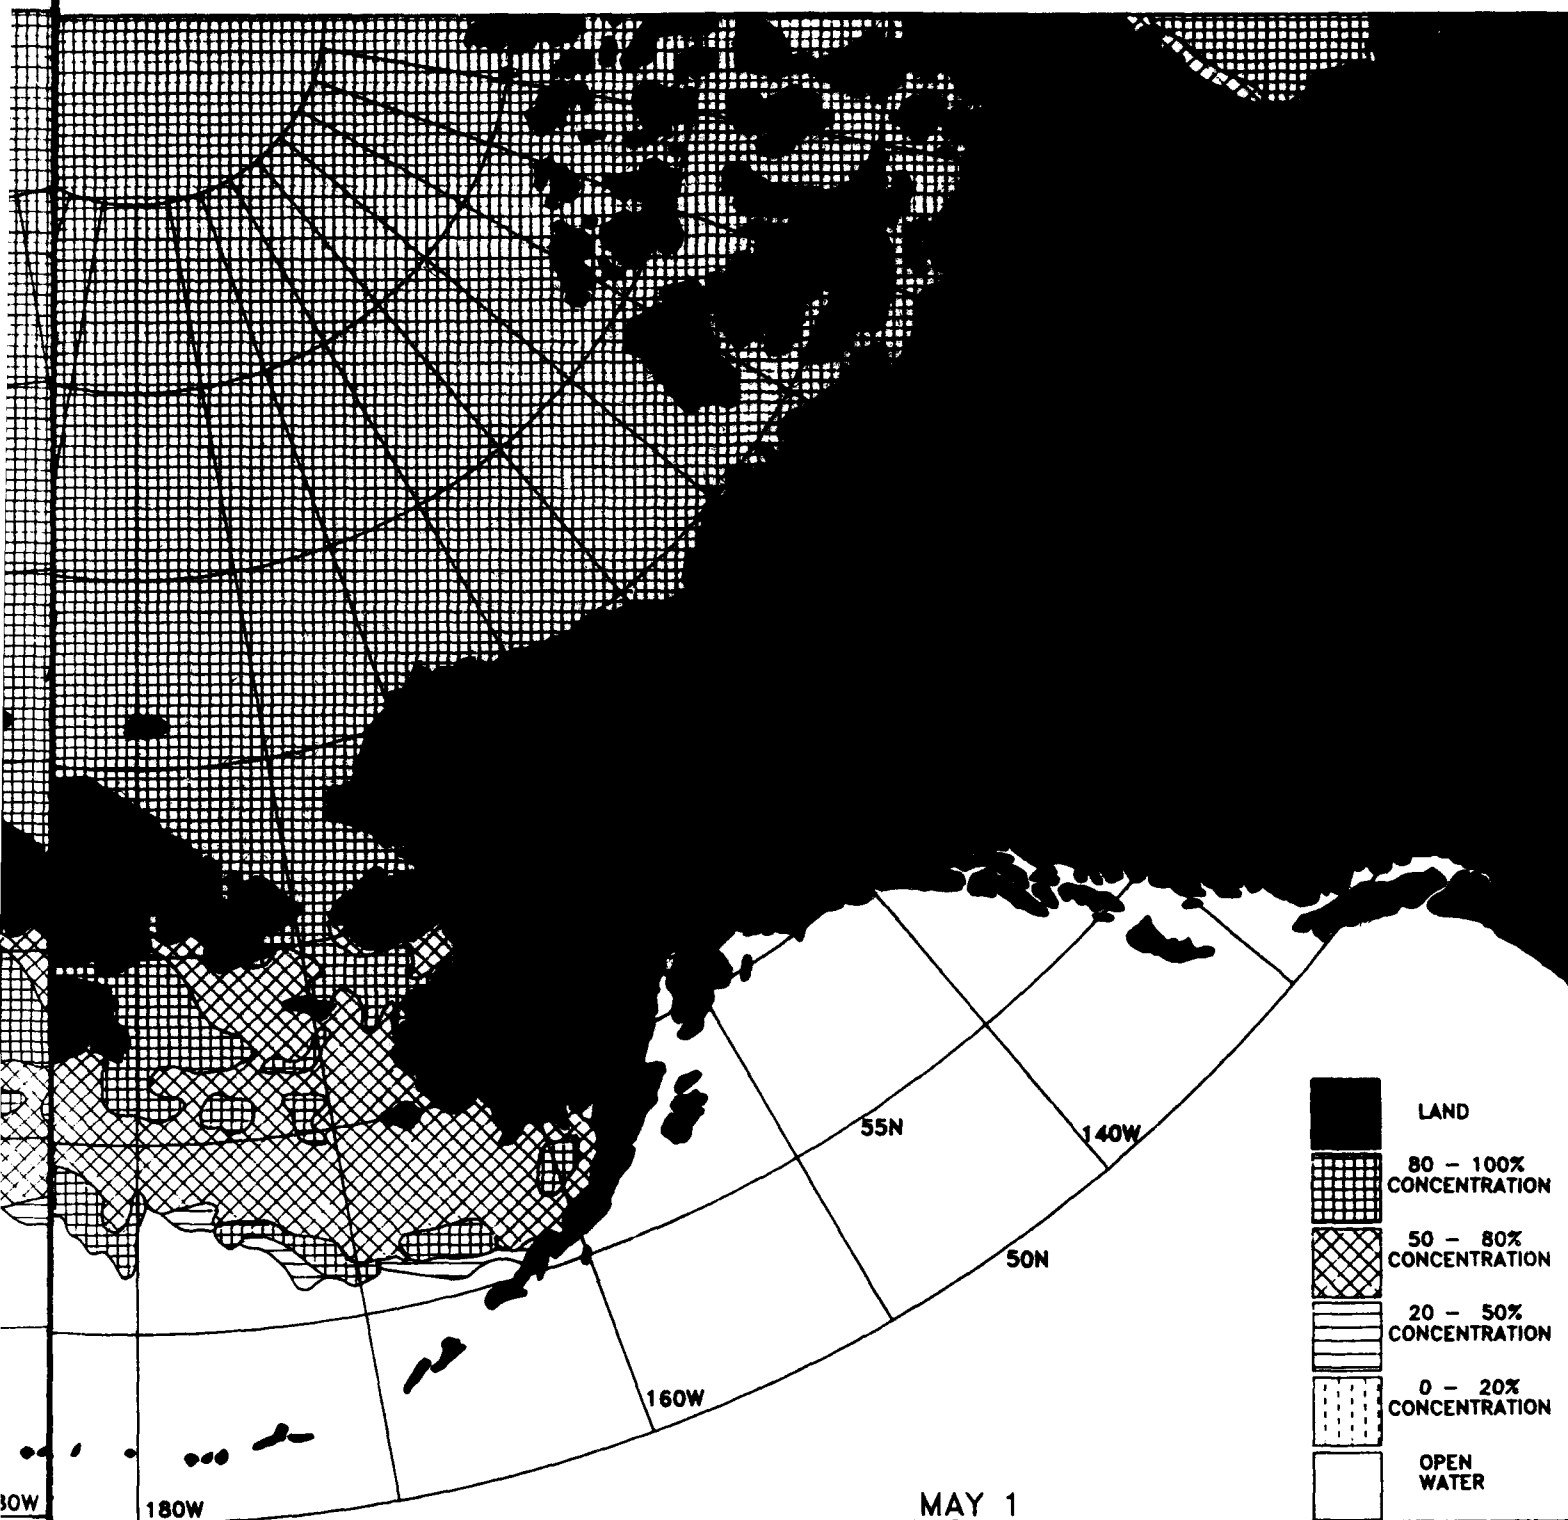 55N
140W
50N
160W
180W
MAY 1
LAND
80 - 100%
CONCENTRATION
50 - 80%
CONCENTRATION
20 - 50%
CONCENTRATION
0 - 20%
CONCENTRATION
OPEN
WATER